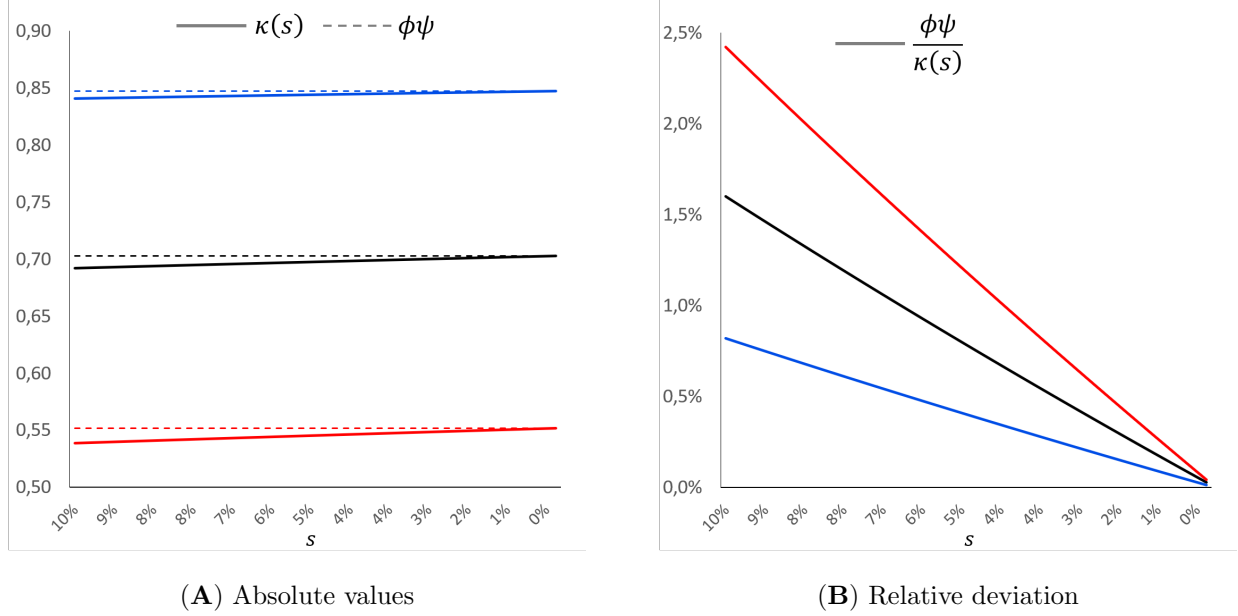 κ(s) ϕψ
0,90
0,85
0,80
0,75
0,70
0,65
0,60
0,55
0,50
10% 9% 8% 8% 7% 6% 5% 4% 4% 3% 2% 1% 0%
s
(A) Absolute values
ϕψ
κ(s)
2,5%
2,0%
1,5%
1,0%
0,5%
0,0%
10% 9% 8% 8% 7% 6% 5% 4% 4% 3% 2% 1% 0%
s
(B) Relative deviation